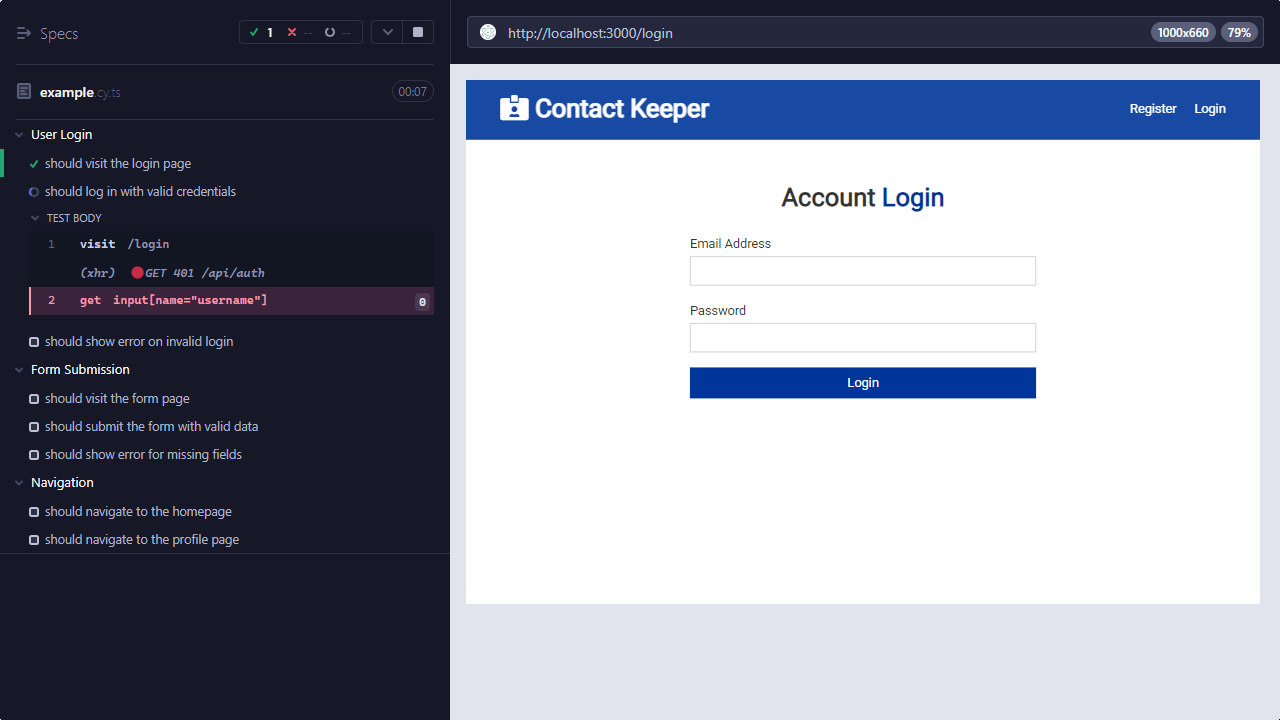 Specs
1 -- --
example.cy.ts 00:07
User Login
should visit the login page
should log in with valid credentials
TEST BODY
1 visit /login
(xhr) GET 401 /api/auth
2 get input[name="username"] 0
should show error on invalid login
Form Submission
should visit the form page
should submit the form with valid data
should show error for missing fields
Navigation
should navigate to the homepage
should navigate to the profile page
http://localhost:3000/login 1000x660 79%
Contact Keeper Register Login
Account Login
Email Address
Password
Login